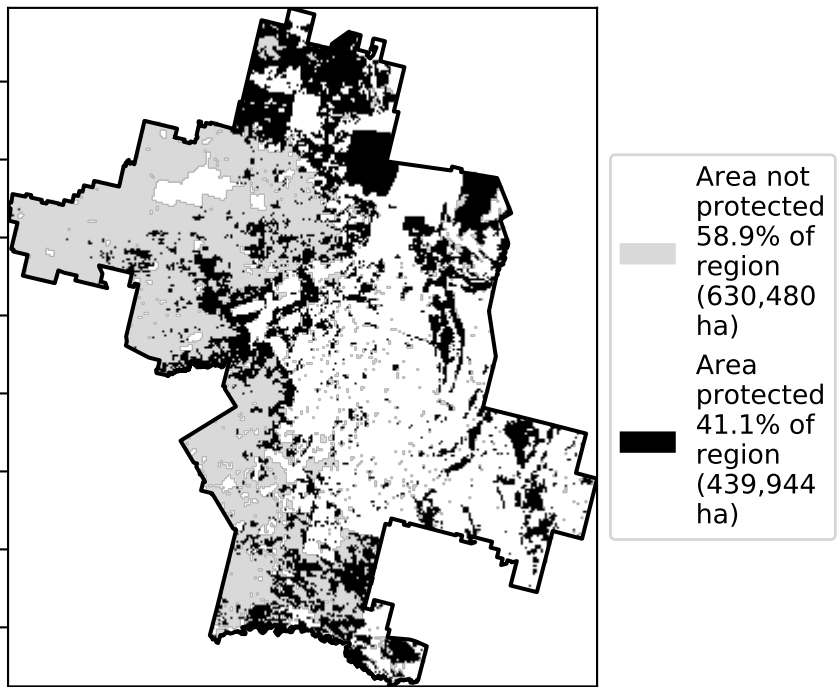 Area not
protected
58.9% of
region
(630,480
ha)
Area
protected
41.1% of
region
(439,944
ha)